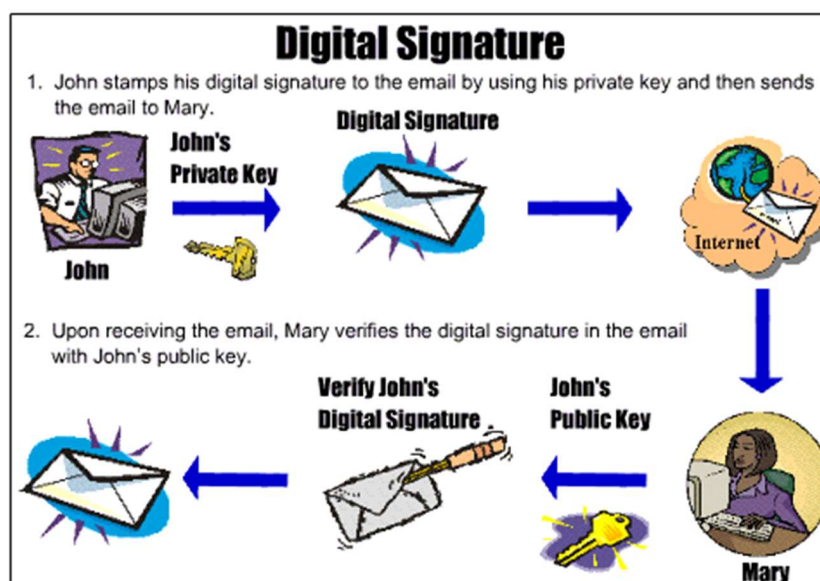 Digital Signature
1. John stamps his digital signature to the email by using his private key and then sends
the email to Mary.
John's
Private Key
Digital Signature
John
Internet
2. Upon receiving the email, Mary verifies the digital signature in the email
with John's public key.
Verify John's
Digital Signature
John's
Public Key
Mary